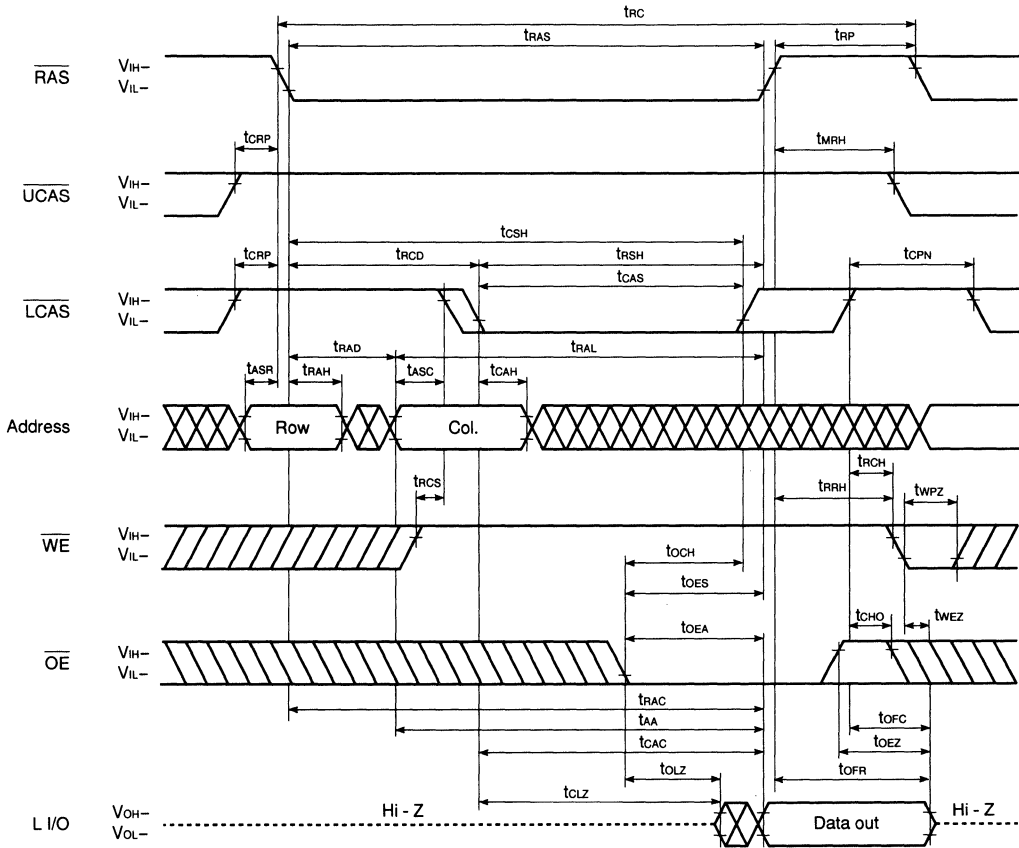 tRC
tRAS
tRP
RAS
VIH–
VIL–
tCRP
tMRH
UCAS
VIH–
VIL–
tCSH
tCRP
tRCD
tRSH
tCPN
tCAS
LCAS
VIH–
VIL–
tRAD
tRAL
tASR
tRAH
tASC
tCAH
Address
VIH–
VIL–
Row
Col.
tRCS
tRCH
tRRH
tWPZ
WE
VIH–
VIL–
tOCH
tOES
tOEA
tCHO
tWEZ
OE
VIH–
VIL–
tRAC
tAA
tOFC
tCAC
tOEZ
tOLZ
tOFR
tCLZ
L I/O
VOH–
VOL–
Hi - Z
Data out
Hi - Z